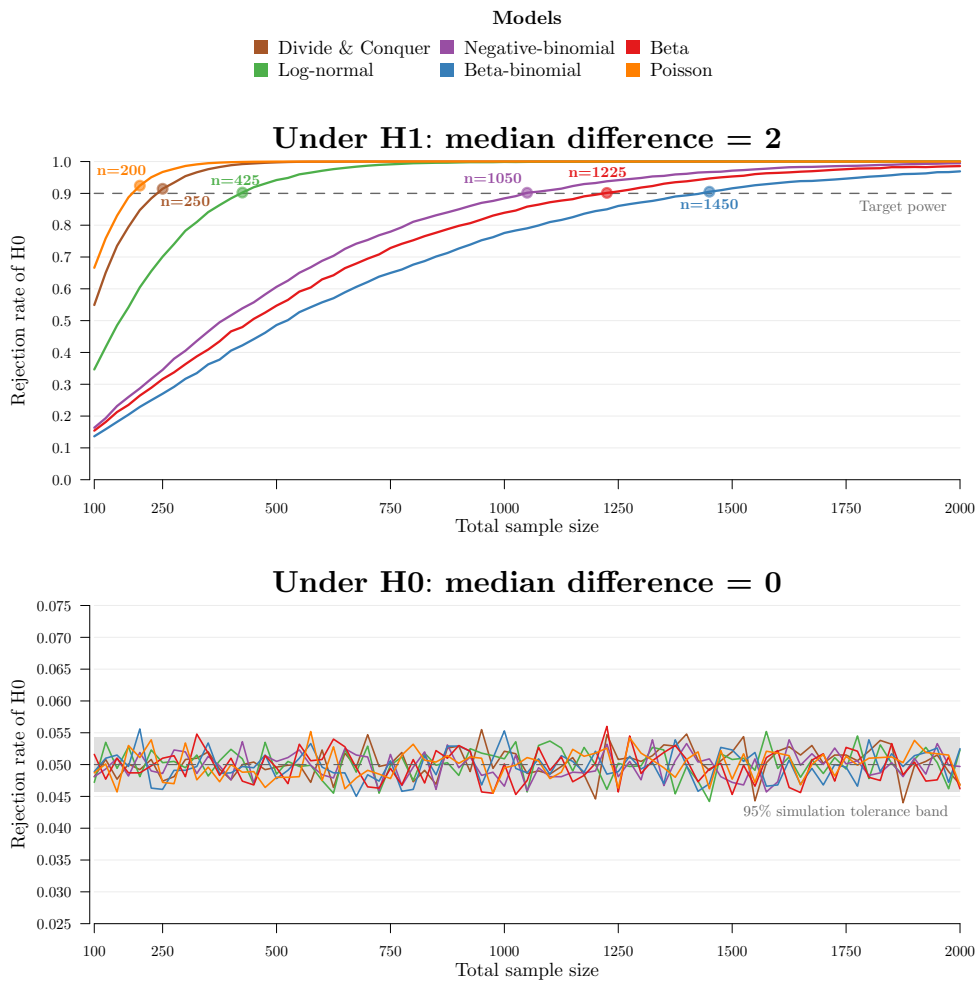 Models
Divide & Conquer Negative-binomial Beta
Log-normal Beta-binomial Poisson
Under H1: median difference = 2
Rejection rate of H0
1.0
0.9
0.8
0.7
0.6
0.5
0.4
0.3
0.2
0.1
0.0
n=200
n=250
n=425
n=1050
n=1225
n=1450
Target power
100 250 500 750 1000 1250 1500 1750 2000
Total sample size
Under H0: median difference = 0
Rejection rate of H0
0.075
0.070
0.065
0.060
0.055
0.050
0.045
0.040
0.035
0.030
0.025
95% simulation tolerance band
100 250 500 750 1000 1250 1500 1750 2000
Total sample size